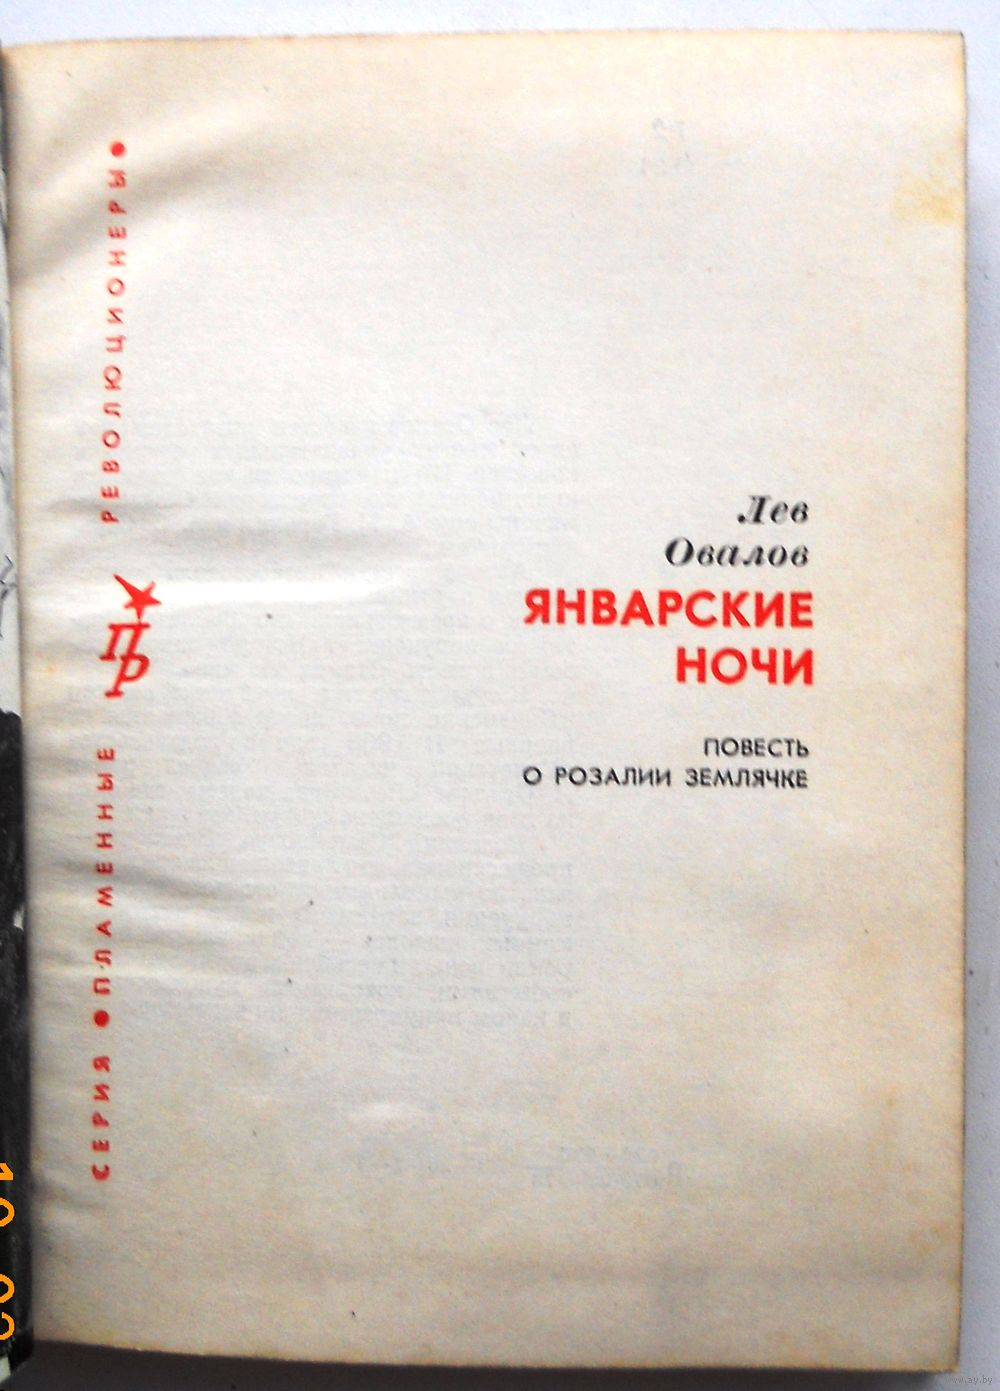 СЕРИЯ • ПЛАМЕННЫЕ
ПР
РЕВОЛЮЦИОНЕРЫ •
Лев
Овалов
ЯНВАРСКИЕ
НОЧИ
ПОВЕСТЬ
О РОЗАЛИИ ЗЕМЛЯЧКЕ